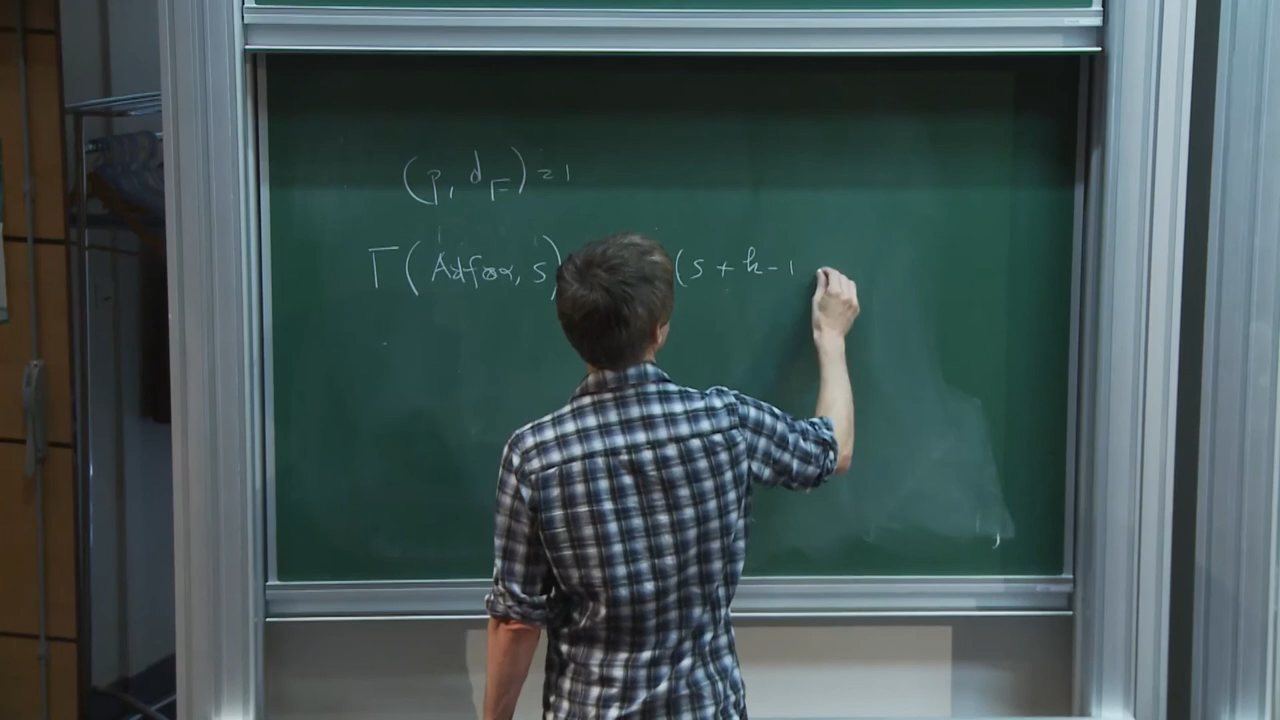 (p, d_F) = 1
Γ(Ad f ⊗ α, s) (s + k - 1